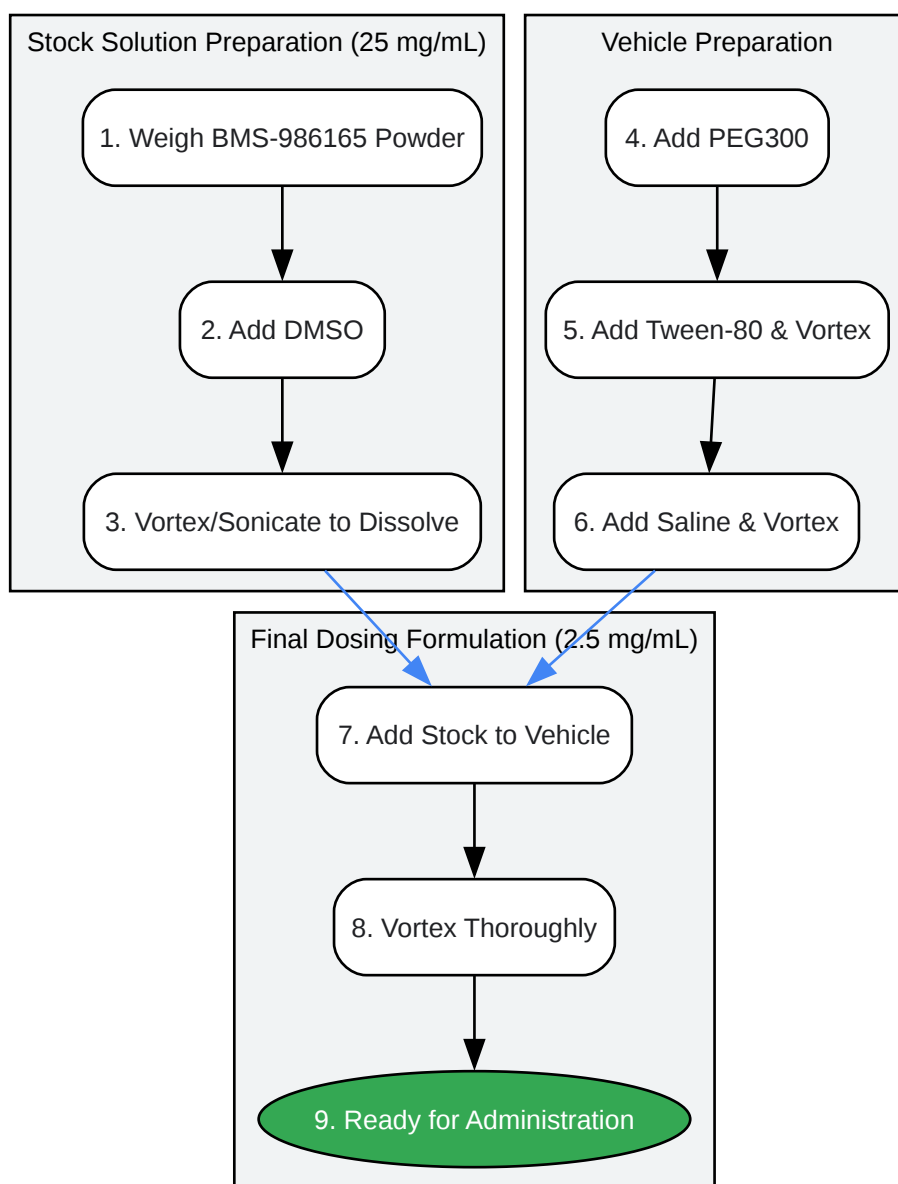 Stock Solution Preparation (25 mg/mL)
1. Weigh BMS-986165 Powder
2. Add DMSO
3. Vortex/Sonicate to Dissolve
Vehicle Preparation
4. Add PEG300
5. Add Tween-80 & Vortex
6. Add Saline & Vortex
Final Dosing Formulation (2.5 mg/mL)
7. Add Stock to Vehicle
8. Vortex Thoroughly
9. Ready for Administration